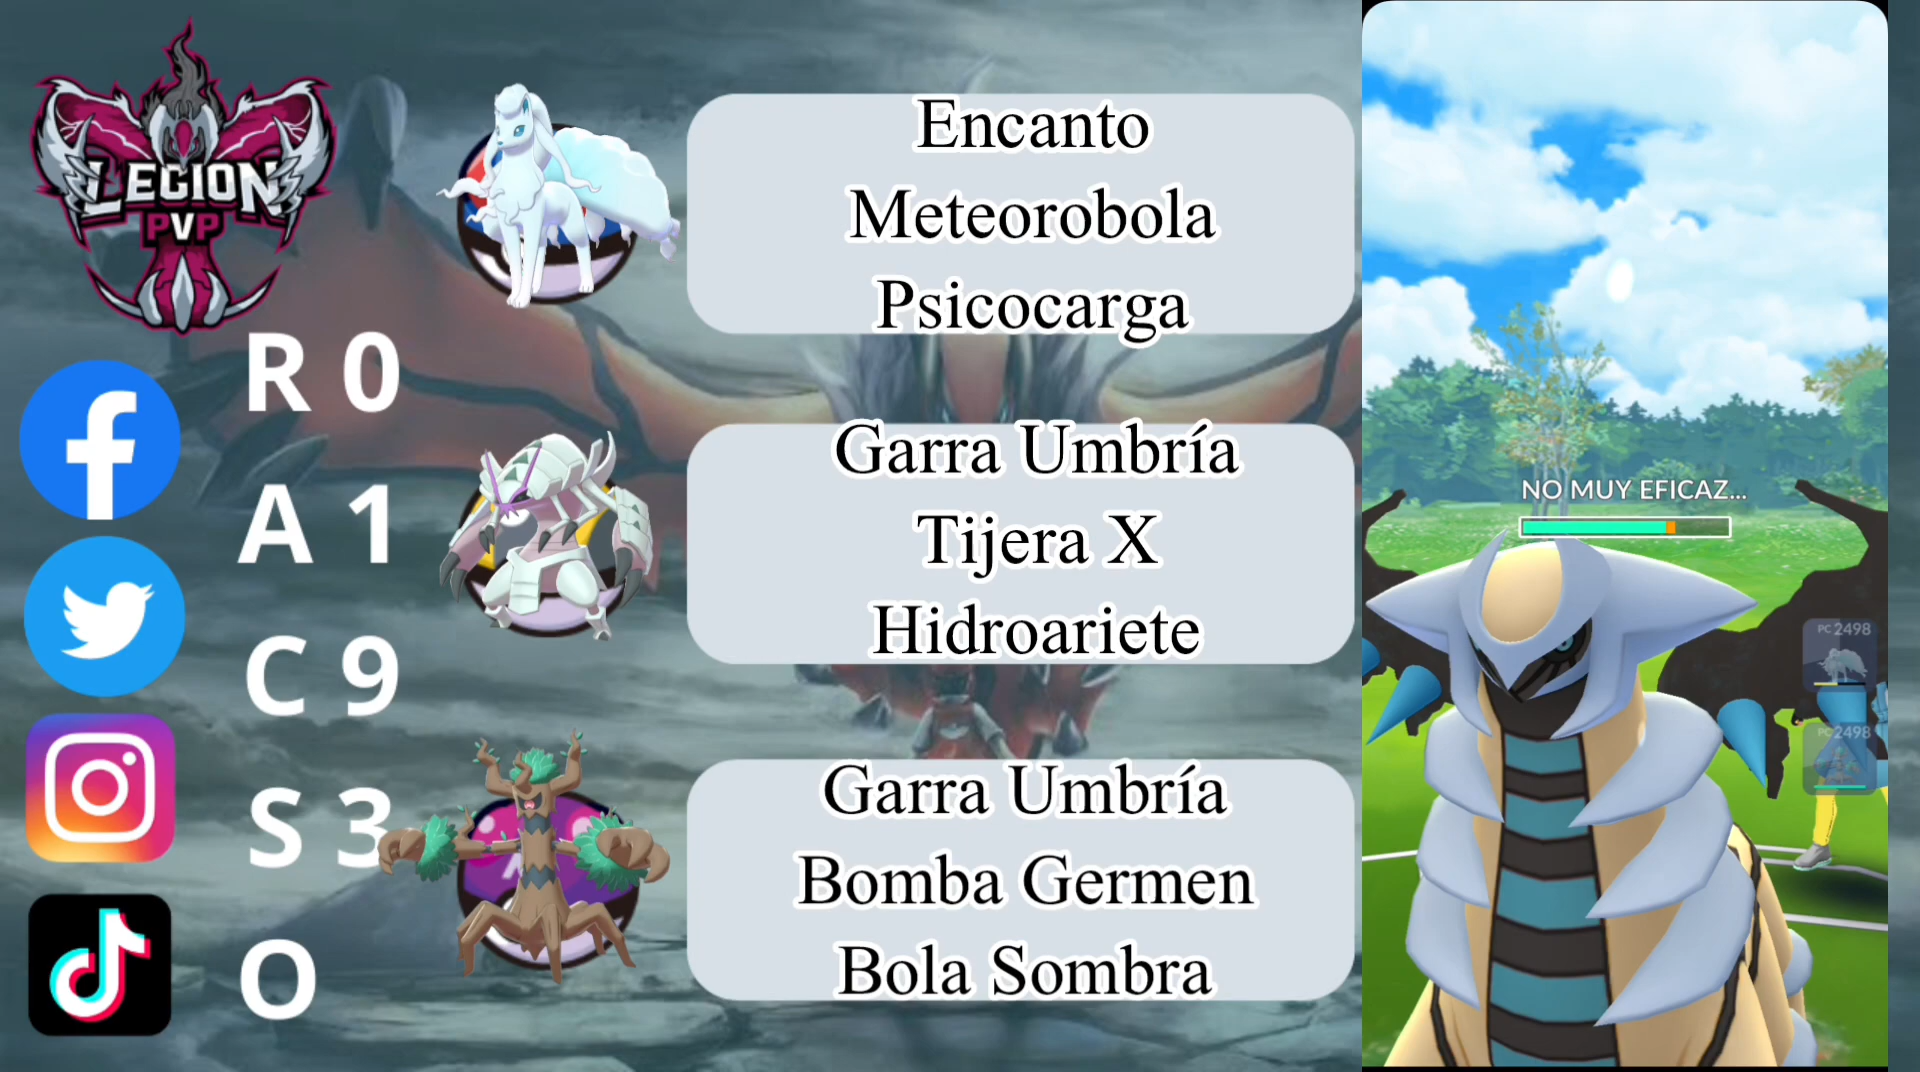 LEGION
PVP
R 0
A 1
C 9
S 3
O
Encanto
Meteorobola
Psicocarga
Garra Umbría
Tijera X
Hidroariete
Garra Umbría
Bomba Germen
Bola Sombra
NO MUY EFICAZ...
PC 2498
PC 2498